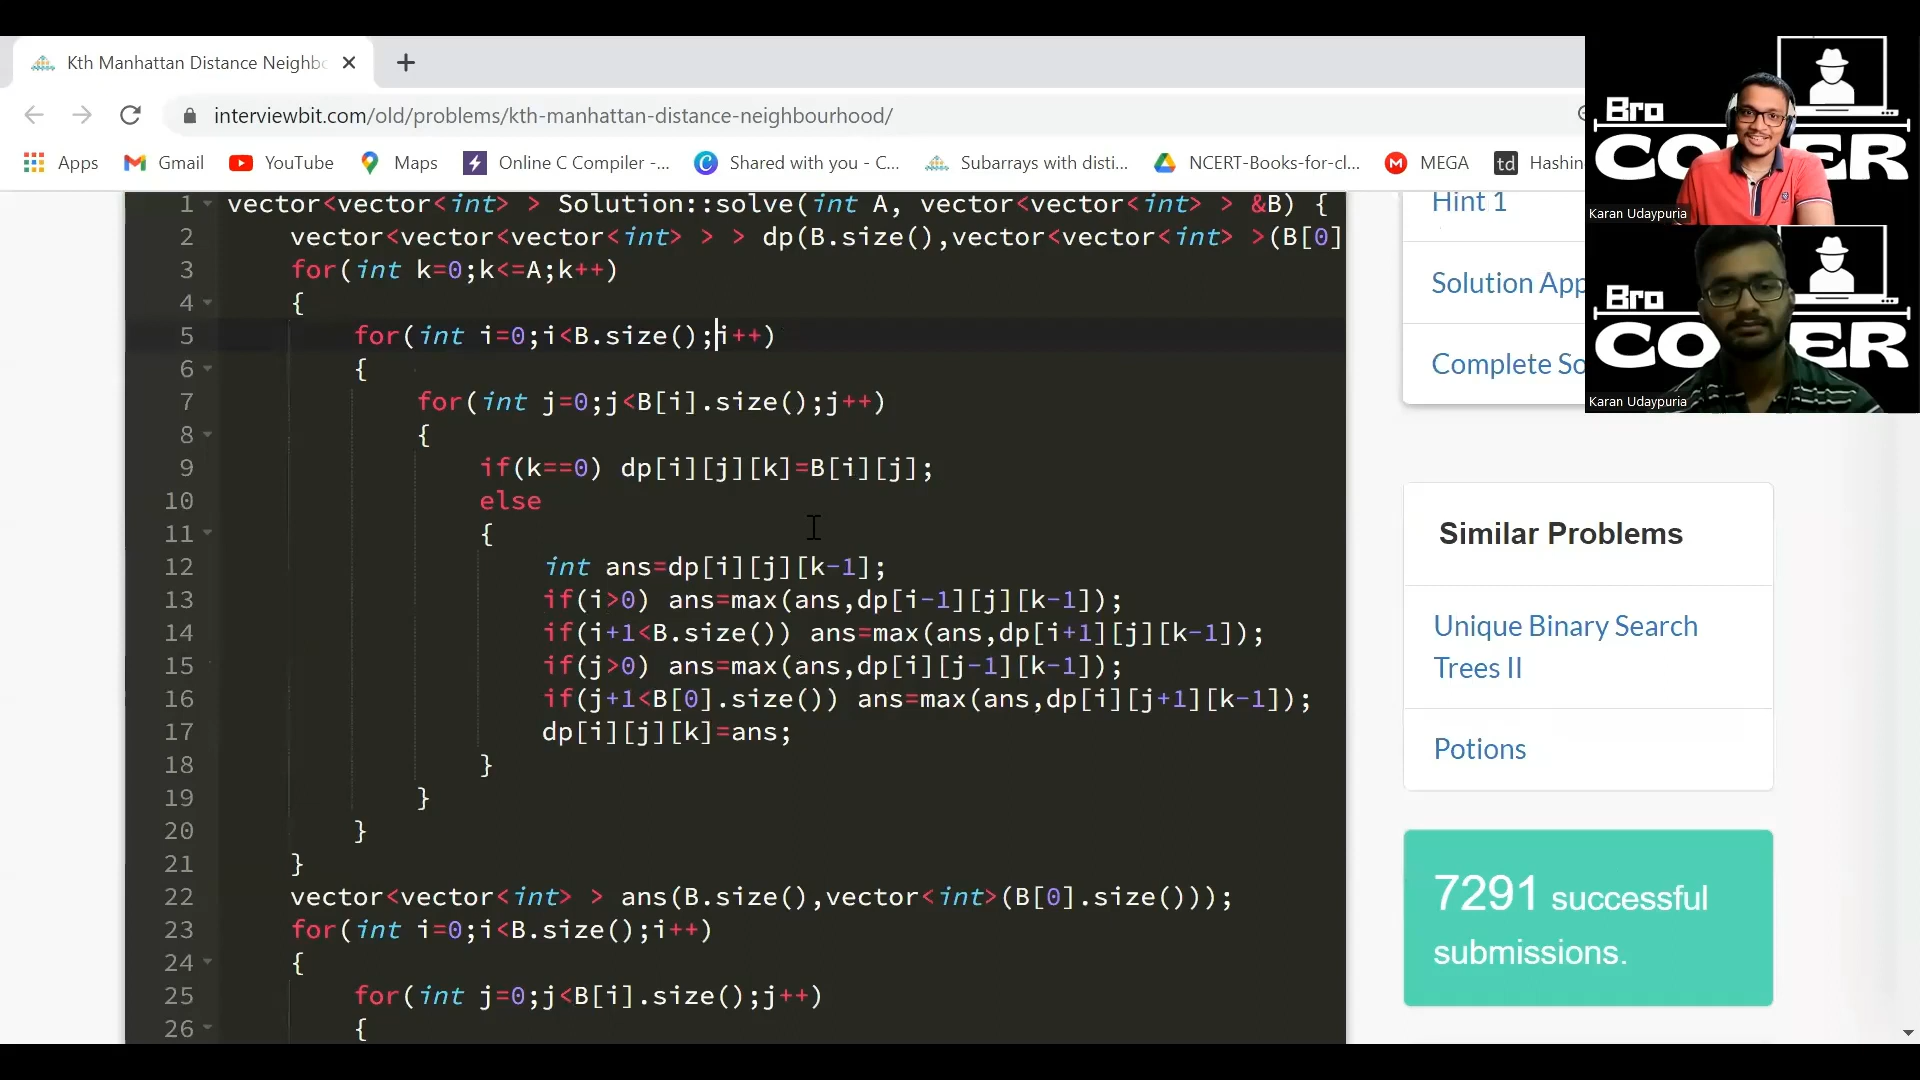 Kth Manhattan Distance Neighb
interviewbit.com/old/problems/kth-manhattan-distance-neighbourhood/
Apps
Gmail
YouTube
Maps
Online C Compiler -...
Shared with you - C...
Subarrays with disti...
NCERT-Books-for-cl...
MEGA
td
Hashin
1 vector<vector<int> > Solution::solve(int A, vector<vector<int> > &B) {
2 vector<vector<vector<int> > > dp(B.size(),vector<vector<int> >(B[0]
3 for(int k=0;k<=A;k++)
4 {
5 for(int i=0;i<B.size();i++)
6 {
7 for(int j=0;j<B[i].size();j++)
8 {
9 if(k==0) dp[i][j][k]=B[i][j];
10 else
11 {
12 int ans=dp[i][j][k-1];
13 if(i>0) ans=max(ans,dp[i-1][j][k-1]);
14 if(i+1<B.size()) ans=max(ans,dp[i+1][j][k-1]);
15 if(j>0) ans=max(ans,dp[i][j-1][k-1]);
16 if(j+1<B[0].size()) ans=max(ans,dp[i][j+1][k-1]);
17 dp[i][j][k]=ans;
18 }
19 }
20 }
21 }
22 vector<vector<int> > ans(B.size(),vector<int>(B[0].size()));
23 for(int i=0;i<B.size();i++)
24 {
25 for(int j=0;j<B[i].size();j++)
26 {
Hint 1
Solution App
Complete So
Similar Problems
Unique Binary Search
Trees II
Potions
7291 successful
submissions.
Bro
Karan Udaypuria
Bro
Karan Udaypuria